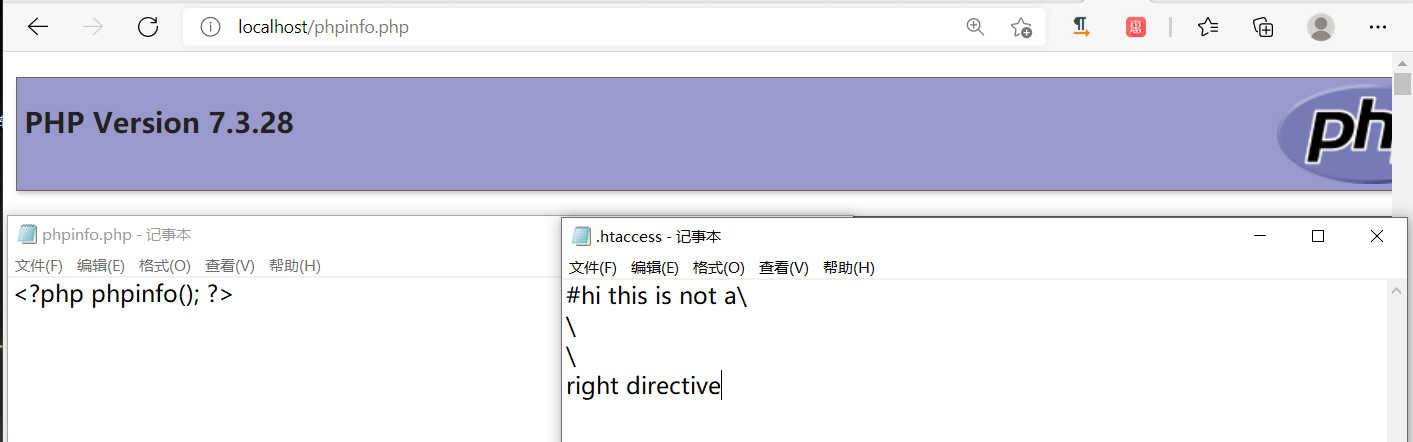 localhost/phpinfo.php
惠
PHP Version 7.3.28
php
phpinfo.php - 记事本
文件(F) 编辑(E) 格式(O) 查看(V) 帮助(H)
<?php phpinfo(); ?>
.htaccess - 记事本
文件(F) 编辑(E) 格式(O) 查看(V) 帮助(H)
#hi this is not a\
\
\
right directive